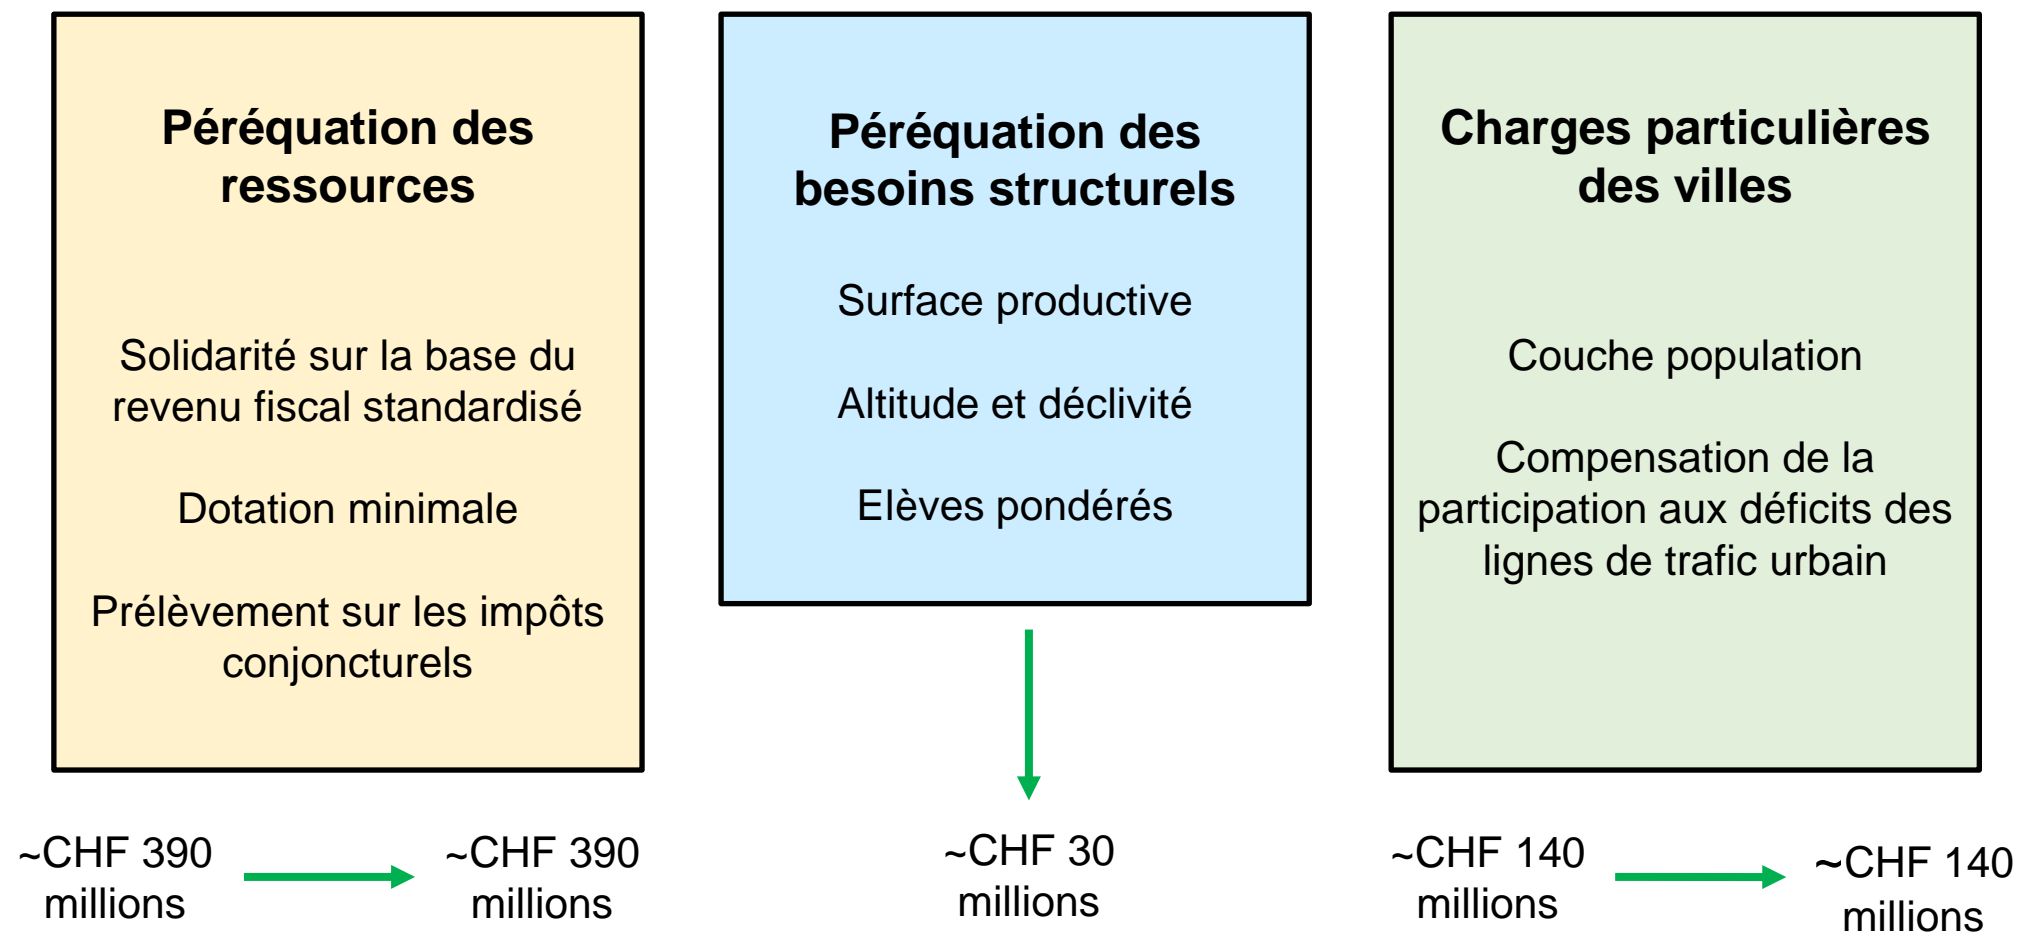 Péréquation des
ressources
Solidarité sur la base du
revenu fiscal standardisé
Dotation minimale
Prélèvement sur les impôts
conjoncturels
Péréquation des
besoins structurels
Surface productive
Altitude et déclivité
Elèves pondérés
Charges particulières
des villes
Couche population
Compensation de la
participation aux déficits des
lignes de trafic urbain
~CHF 390
millions
~CHF 390
millions
~CHF 30
millions
~CHF 140
millions
~CHF 140
millions